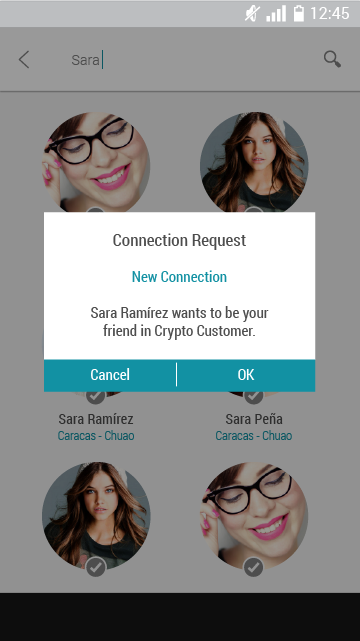 12:45
Sara
Connection Request
New Connection
Sara Ramírez wants to be your
friend in Crypto Customer.
Cancel OK
Sara Ramírez Sara Peña
Caracas - Chuao Caracas - Chuao